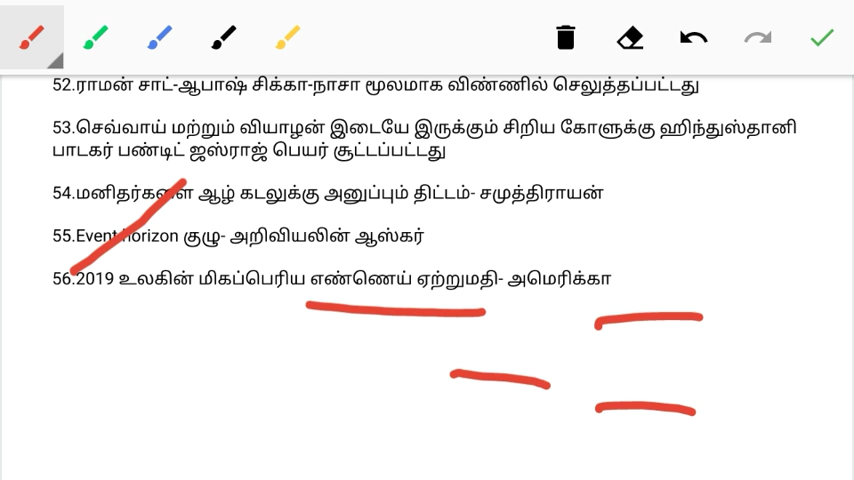 52.ராமன் சாட்-ஆபாஷ் சிக்கா-நாசா மூலமாக விண்ணில் செலுத்தப்பட்டது
53.செவ்வாய் மற்றும் வியாழன் இடையே இருக்கும் சிறிய கோளுக்கு ஹிந்துஸ்தானி
பாடகர் பண்டிட் ஜஸ்ராஜ் பெயர் சூட்டப்பட்டது
54.மனிதர்களை ஆழ் கடலுக்கு அனுப்பும் திட்டம்- சமுத்திராயன்
55.Event horizon குழு- அறிவியலின் ஆஸ்கர்
56.2019 உலகின் மிகப்பெரிய எண்ணெய் ஏற்றுமதி- அமெரிக்கா